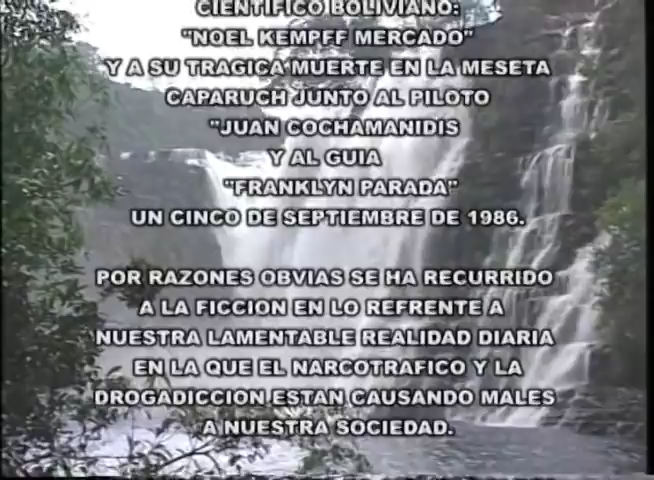 CIENTIFICO BOLIVIANO:
"NOEL KEMPFF MERCADO"
Y A SU TRAGICA MUERTE EN LA MESETA
CAPARUCH JUNTO AL PILOTO
"JUAN COCHAMANIDIS
Y AL GUIA
"FRANKLYN PARADA"
UN CINCO DE SEPTIEMBRE DE 1986.
POR RAZONES OBVIAS SE HA RECURRIDO
A LA FICCION EN LO REFRENTE A
NUESTRA LAMENTABLE REALIDAD DIARIA
EN LA QUE EL NARCOTRAFICO Y LA
DROGADICCION ESTAN CAUSANDO MALES
A NUESTRA SOCIEDAD.